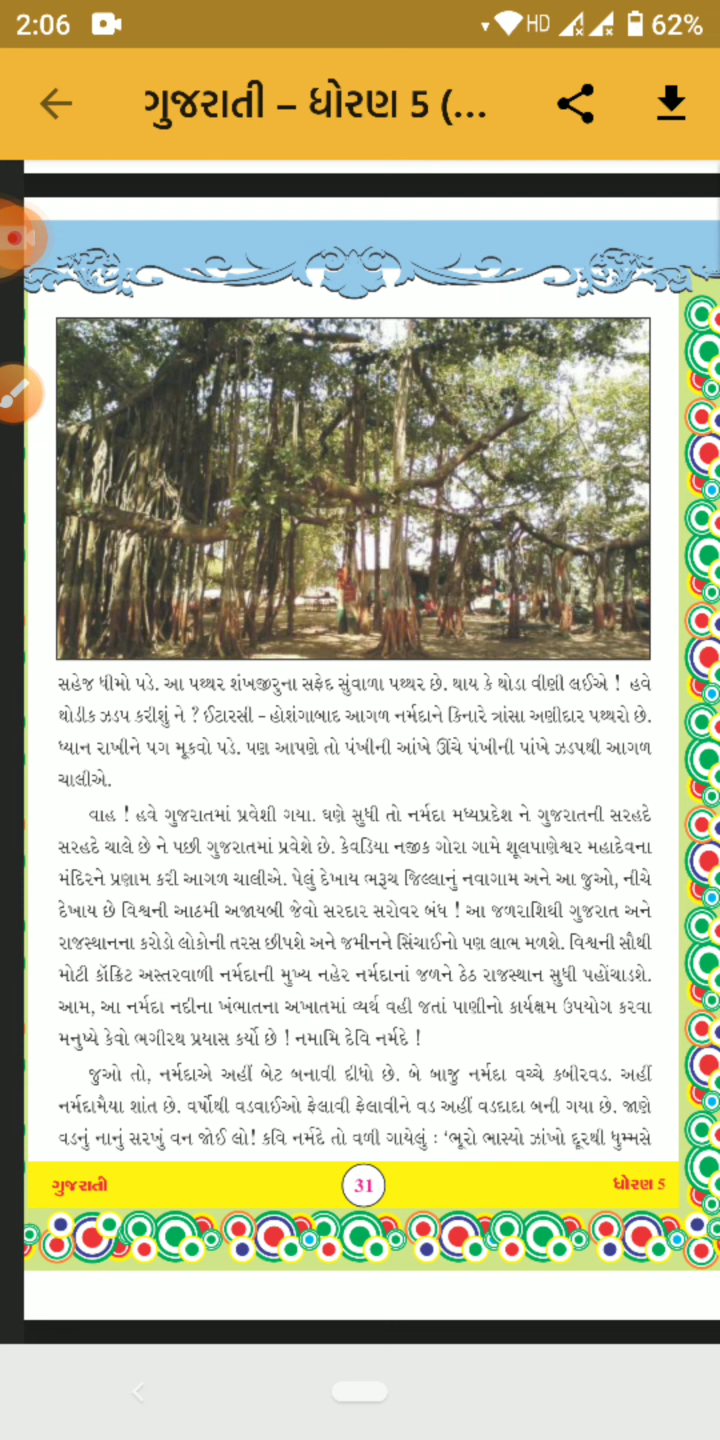 2:06
HD
62%
ગુજરાતી – ધોરણ 5 (...
સહેજ ધીમો પડે. આ પથ્થર શંખજીરુના સફેદ સુંવાળા પથ્થર છે. થાય કે થોડા વીણી લઈએ ! હવે
થોડીક ઝડપ કરીશું ને ? ઈટારસી - હોશંગાબાદ આગળ નર્મદાને કિનારે ત્રાંસા અણીદાર પથ્થરો છે.
ધ્યાન રાખીને પગ મૂકવો પડે. પણ આપણે તો પંખીની આંખે ઊંચે પંખીની પાંખે ઝડપથી આગળ
ચાલીએ.
વાહ ! હવે ગુજરાતમાં પ્રવેશી ગયા. ઘણે સુધી તો નર્મદા મધ્યપ્રદેશ ને ગુજરાતની સરહદે
સરહદે ચાલે છે ને પછી ગુજરાતમાં પ્રવેશે છે. કેવડિયા નજીક ગોરા ગામે શૂલપાણેશ્વર મહાદેવના
મંદિરને પ્રણામ કરી આગળ ચાલીએ. પેલું દેખાય ભરૂચ જિલ્લાનું નવાગામ અને આ જુઓ, નીચે
દેખાય છે વિશ્વની આઠમી અજાયબી જેવો સરદાર સરોવર બંધ ! આ જળરાશિથી ગુજરાત અને
રાજસ્થાનના કરોડો લોકોની તરસ છીપશે અને જમીનને સિંચાઈનો પણ લાભ મળશે. વિશ્વની સૌથી
મોટી કૉંક્રિટ અસ્તરવાળી નર્મદાની મુખ્ય નહેર નર્મદાનાં જળને ઠેઠ રાજસ્થાન સુધી પહોંચાડશે.
આમ, આ નર્મદા નદીના ખંભાતના અખાતમાં વ્યર્થ વહી જતાં પાણીનો કાર્યક્ષમ ઉપયોગ કરવા
મનુષ્યે કેવો ભગીરથ પ્રયાસ કર્યો છે ! નમામિ દેવિ નર્મદે !
જુઓ તો, નર્મદાએ અહીં બેટ બનાવી દીધો છે. બે બાજુ નર્મદા વચ્ચે કબીરવડ. અહીં
નર્મદામૈયા શાંત છે. વર્ષોથી વડવાઈઓ ફેલાવી ફેલાવીને વડ અહીં વડદાદા બની ગયા છે. જાણે
વડનું નાનું સરખું વન જોઈ લો! કવિ નર્મદે તો વળી ગાયેલું : ‘ભૂરો ભાસ્યો ઝાંખો દૂરથી ધુમ્મસે
ગુજરાતી
31
ધોરણ 5